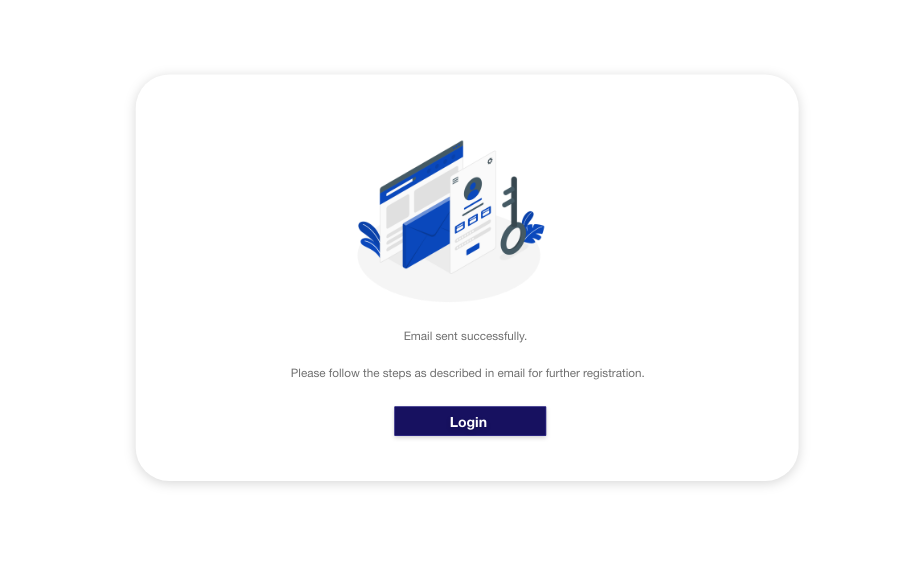 Email sent successfully.
Please follow the steps as described in email for further registration.
Login